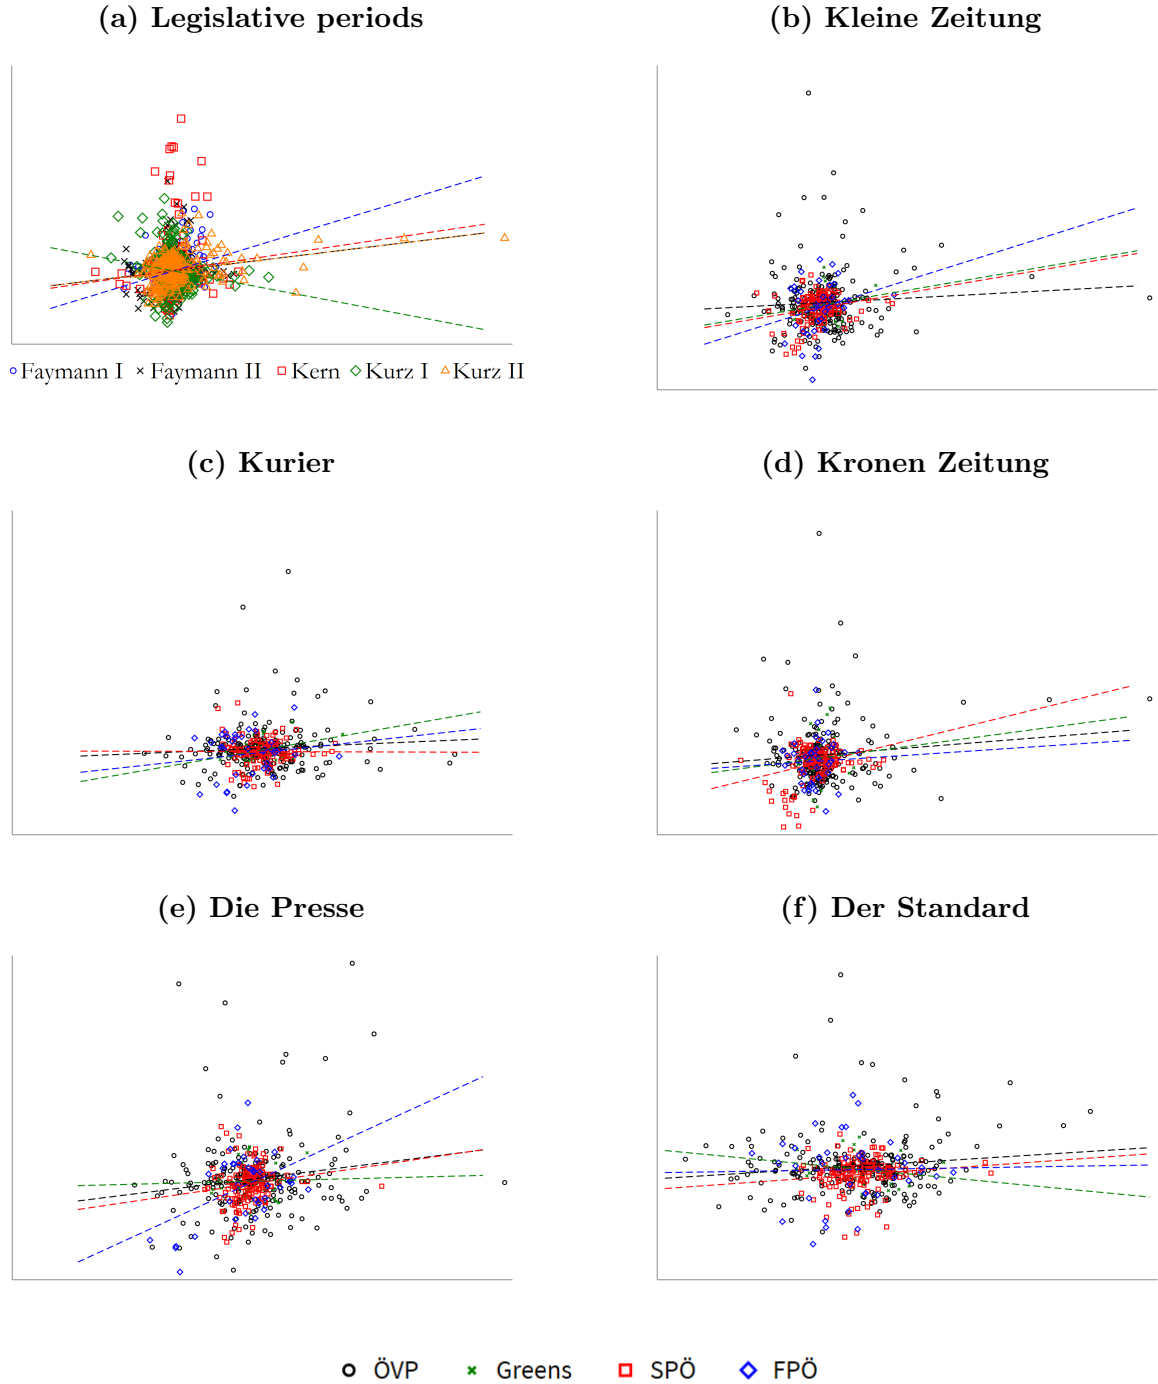 (a) Legislative periods
(b) Kleine Zeitung
Faymann I Faymann II Kern Kurz I Kurz II
(c) Kurier
(d) Kronen Zeitung
(e) Die Presse
(f) Der Standard
ÖVP Greens SPÖ FPÖ